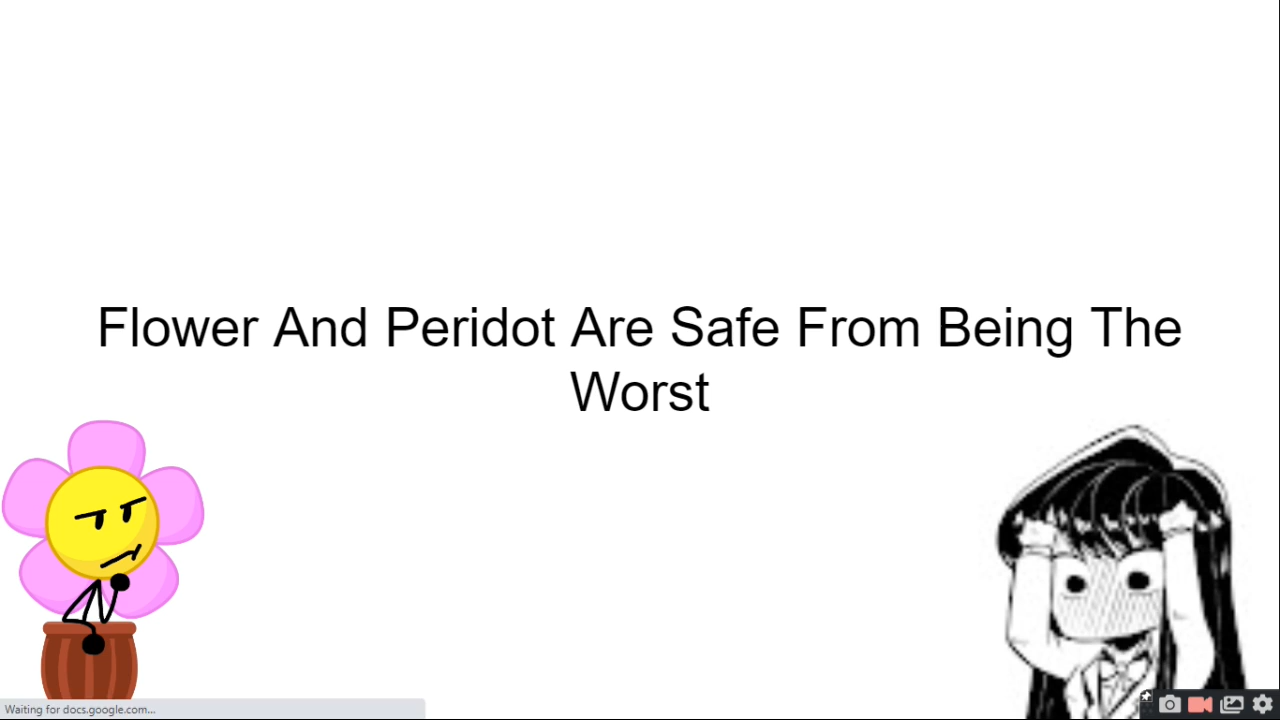 Flower And Peridot Are Safe From Being The
Worst
Waiting for docs.google.com...